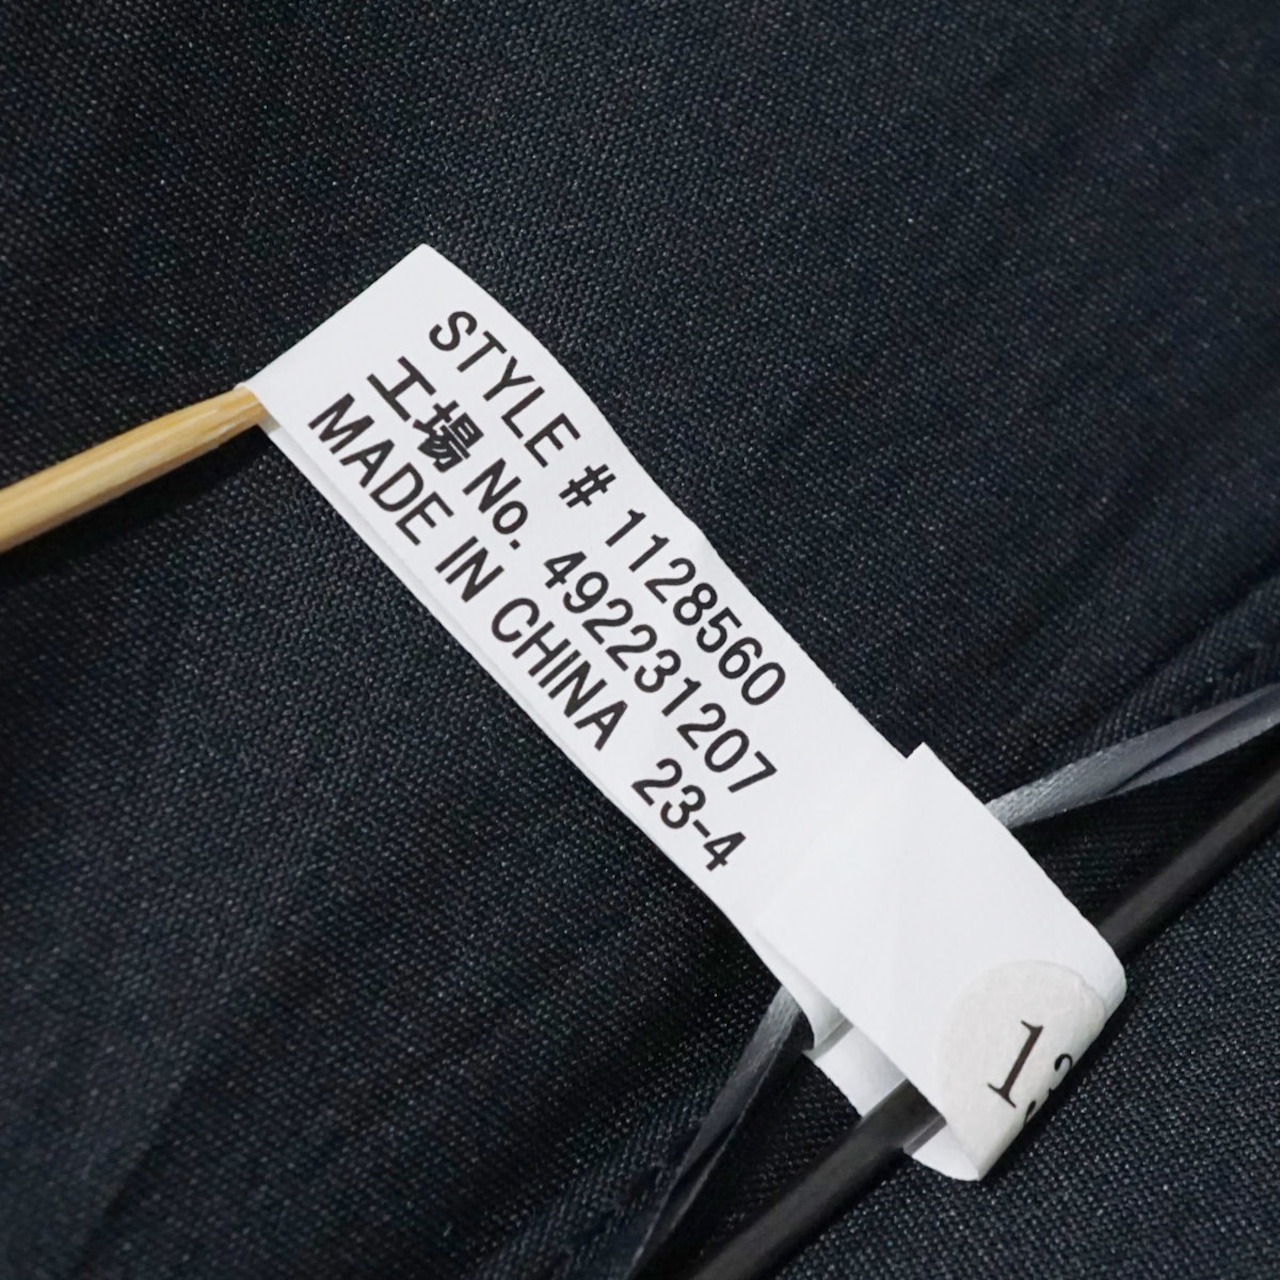 STYLE # 1128560
工場 No. 492231207
MADE IN CHINA 23-4